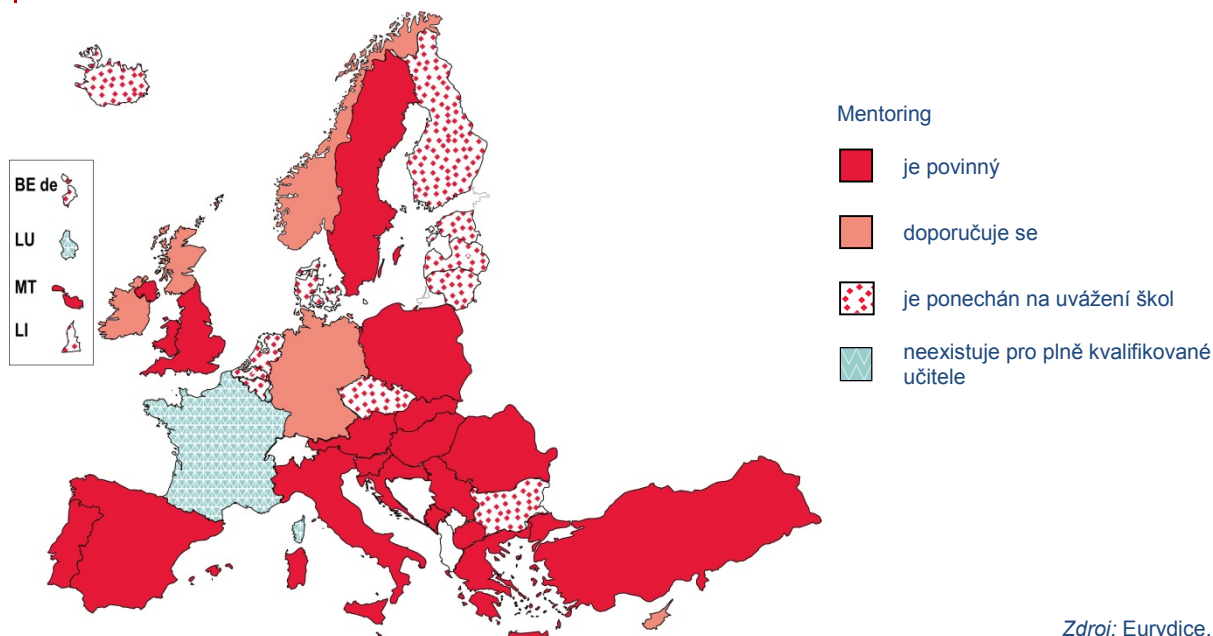 BE de
LU
MT
LI
Mentoring
je povinný
doporučuje se
je ponechán na uvážení škol
neexistuje pro plně kvalifikované
učitele
Zdroj: Eurydice.